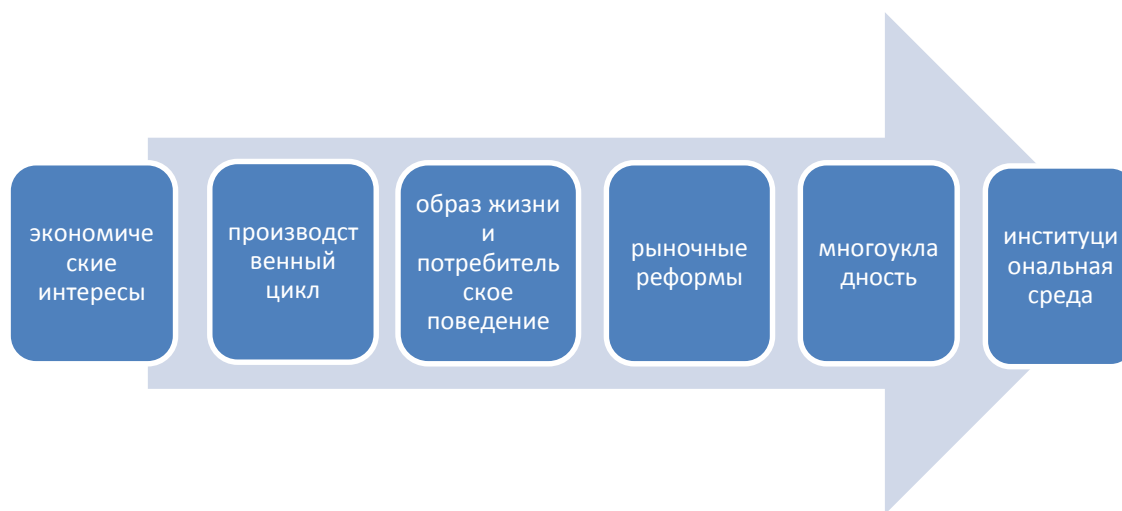 экономиче
ские
интересы
производст
венный
цикл
образ жизни
и
потребитель
ское
поведение
рыночные
реформы
многоукла
дность
институци
ональная
среда